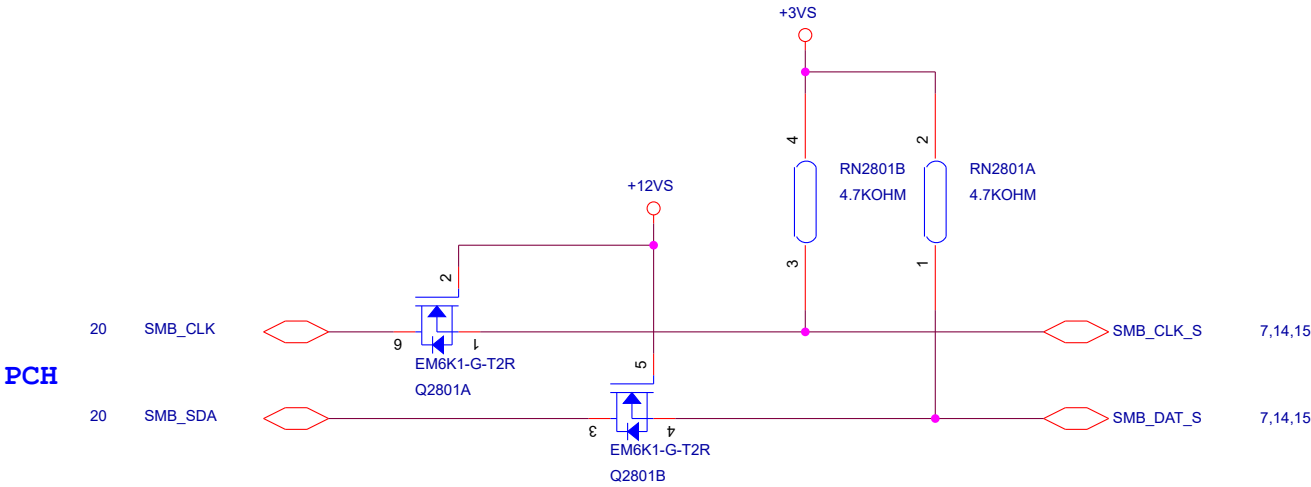 +3VS
4
2
RN2801B
RN2801A
4.7KOHM
4.7KOHM
+12VS
3
1
2
20
SMB_CLK
6
1
SMB_CLK_S
7,14,15
EM6K1-G-T2R
Q2801A
5
PCH
20
SMB_SDA
3
4
SMB_DAT_S
7,14,15
EM6K1-G-T2R
Q2801B